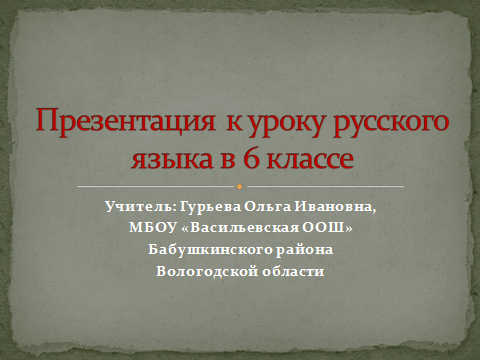 Презентация к уроку русского
языка в 6 классе
Учитель: Гурьева Ольга Ивановна,
МБОУ «Васильевская ООШ»
Бабушкинского района
Вологодской области